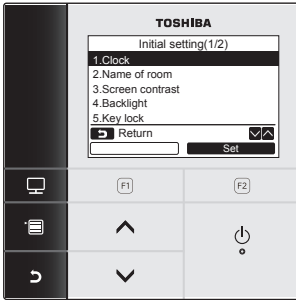 TOSHIBA
Initial setting(1/2)
1.Clock
2.Name of room
3.Screen contrast
4.Backlight
5.Key lock
Return
Set
F1
F2